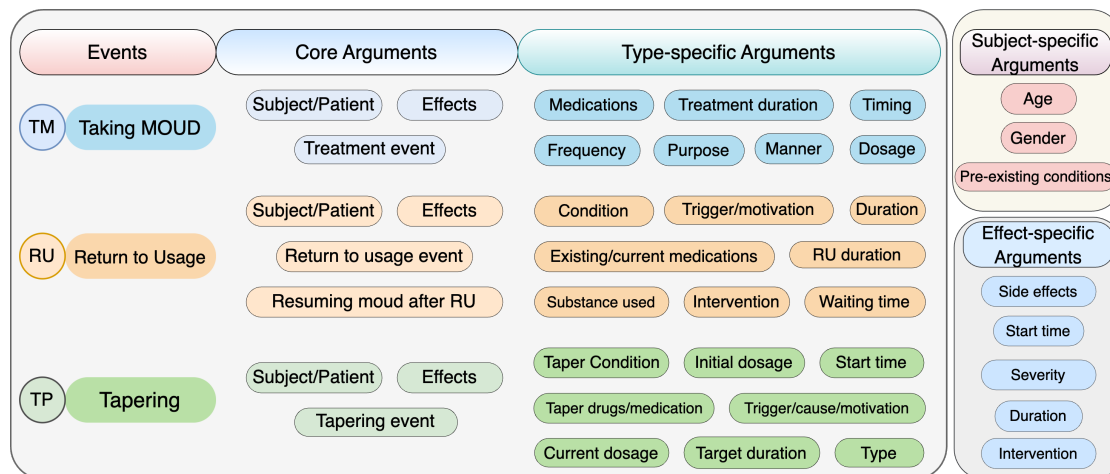 Events
Core Arguments
Type-specific Arguments
TM
Taking MOUD
Subject/Patient
Effects
Treatment event
Medications
Treatment duration
Timing
Frequency
Purpose
Manner
Dosage
RU
Return to Usage
Subject/Patient
Effects
Return to usage event
Resuming moud after RU
Condition
Trigger/motivation
Duration
Existing/current medications
RU duration
Substance used
Intervention
Waiting time
TP
Tapering
Subject/Patient
Effects
Tapering event
Taper Condition
Initial dosage
Start time
Taper drugs/medication
Trigger/cause/motivation
Current dosage
Target duration
Type
Subject-specific
Arguments
Age
Gender
Pre-existing conditions
Effect-specific
Arguments
Side effects
Start time
Severity
Duration
Intervention